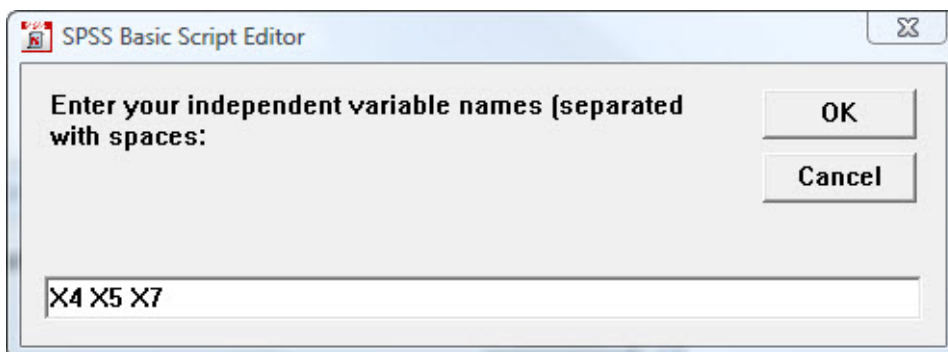 SPSS Basic Script Editor
Enter your independent variable names (separated
with spaces:
OK
Cancel
X4 X5 X7